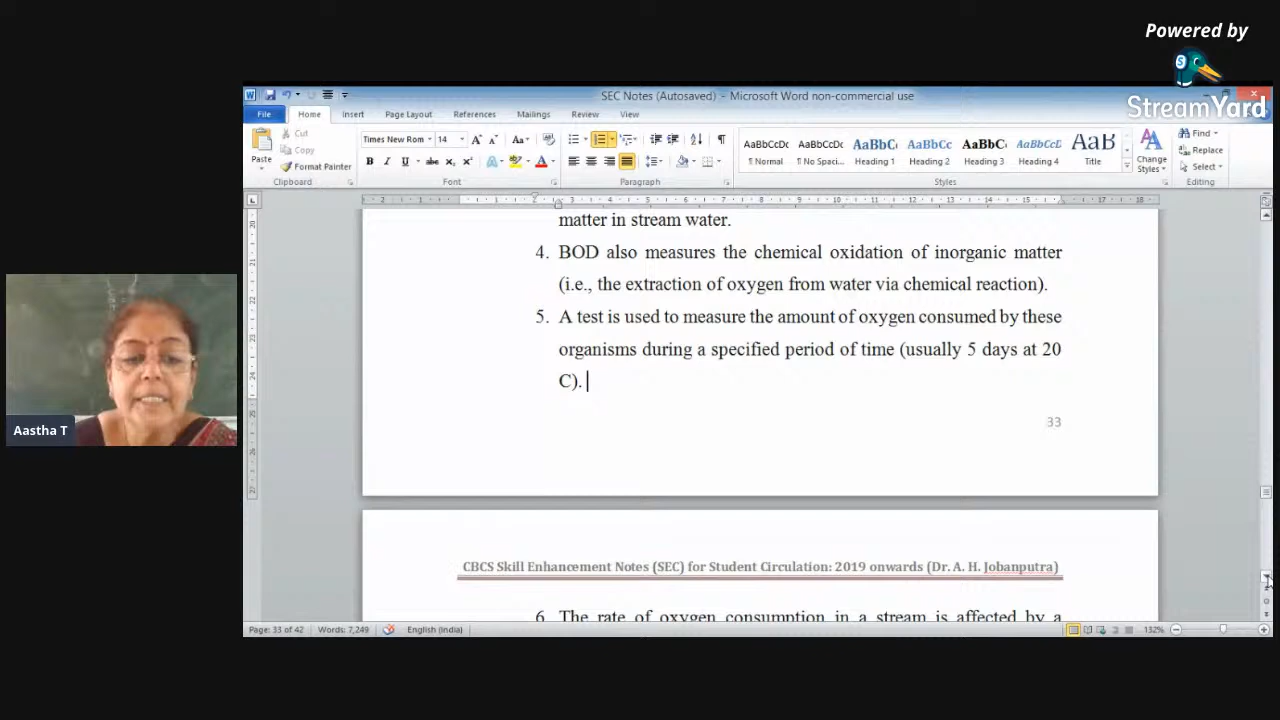 Powered by
StreamYard
SEC Notes (Autosaved) - Microsoft Word non-commercial use
File Home Insert Page Layout References Mailings Review View
Paste
Cut
Copy
Format Painter
Clipboard
Times New Rom 14
Font
Paragraph
AaBbCcDc AaBbCcDc AaBbC AaBbCc AaBbC AaBbCcL AaB
¶ Normal ¶ No Spaci... Heading 1 Heading 2 Heading 3 Heading 4 Title
Change Styles
Styles
Find
Replace
Select
Editing
matter in stream water.
4. BOD also measures the chemical oxidation of inorganic matter
(i.e., the extraction of oxygen from water via chemical reaction).
5. A test is used to measure the amount of oxygen consumed by these
organisms during a specified period of time (usually 5 days at 20
C).
33
CBCS Skill Enhancement Notes (SEC) for Student Circulation: 2019 onwards (Dr. A. H. Jobanputra)
6. The rate of oxygen consumption in a stream is affected by a
Page: 33 of 42 Words: 7,249 English (India) 132%
Aastha T